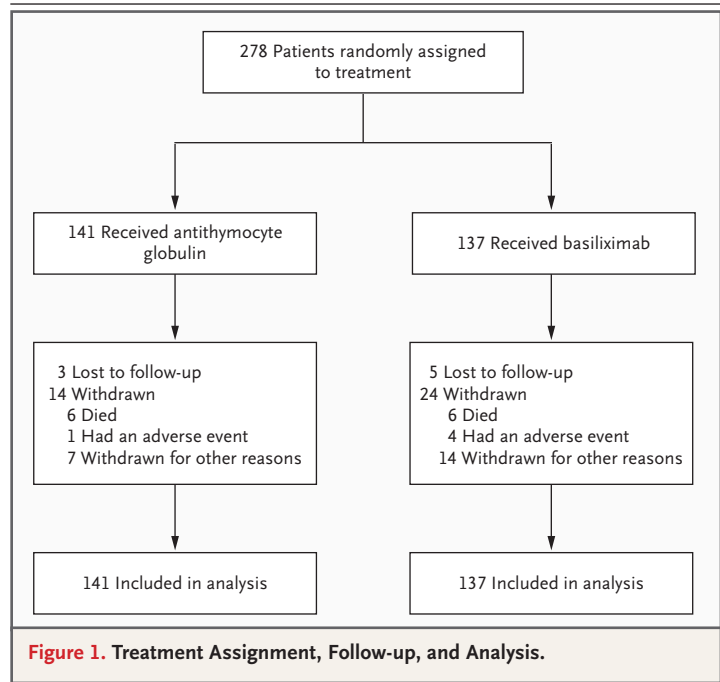 278 Patients randomly assigned
to treatment
141 Received antithymocyte
globulin
137 Received basiliximab
3 Lost to follow-up
14 Withdrawn
6 Died
1 Had an adverse event
7 Withdrawn for other reasons
5 Lost to follow-up
24 Withdrawn
6 Died
4 Had an adverse event
14 Withdrawn for other reasons
141 Included in analysis
137 Included in analysis
Figure 1. Treatment Assignment, Follow-up, and Analysis.